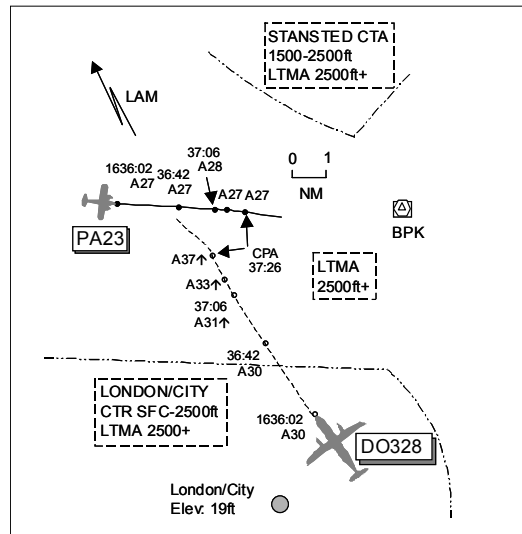 STANSTED CTA
1500-2500ft
LTMA 2500ft+
LAM
37:06
A28
0 1
NM
1636:02
A27
36:42
A27
A27 A27
BPK
PA23
CPA
37:26
LTMA
2500ft+
A37↑
A33↑
37:06
A31↑
36:42
A30
LONDON/CITY
CTR SFC-2500ft
LTMA 2500+
1636:02
A30
DO328
London/City
Elev: 19ft